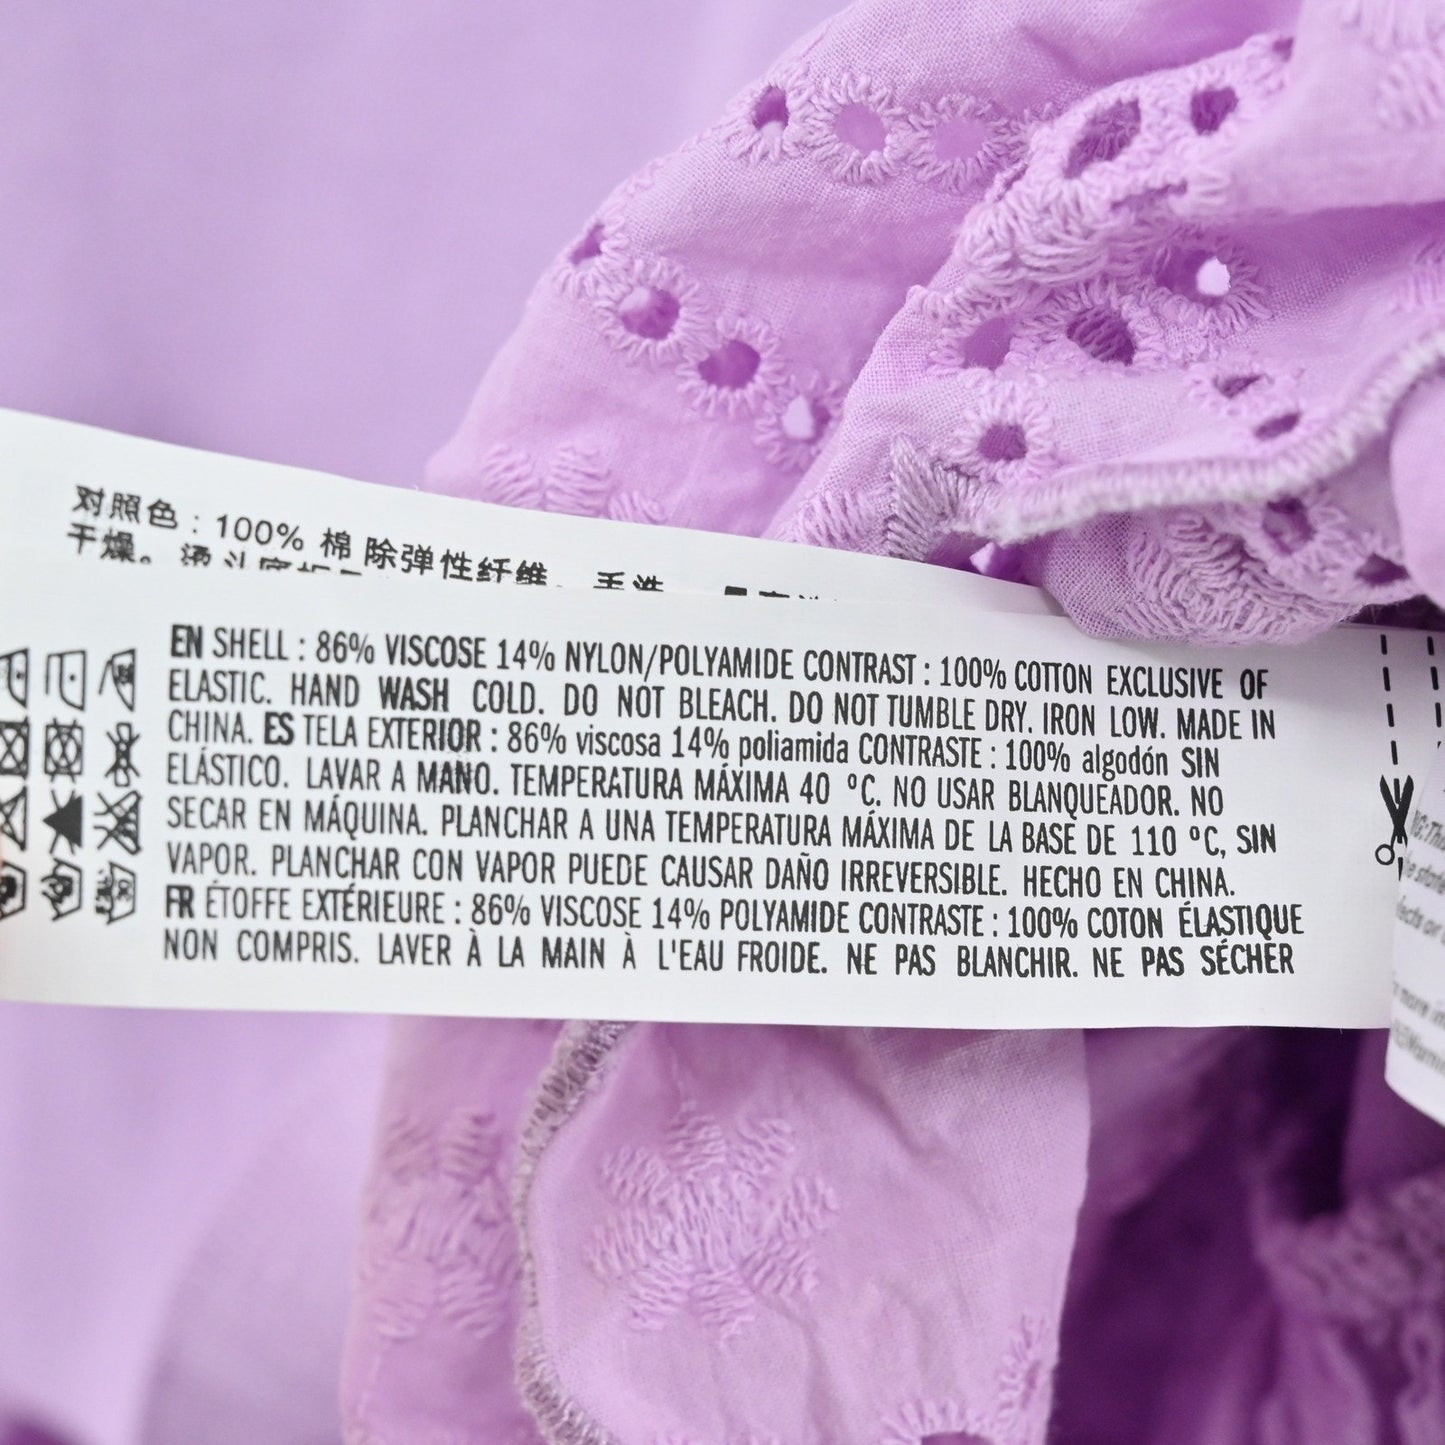 对照色 : 100% 棉 除弹性纤维。 手洗
干燥。 烫斗底
EN SHELL : 86% VISCOSE 14% NYLON/POLYAMIDE CONTRAST : 100% COTTON EXCLUSIVE OF
ELASTIC. HAND WASH COLD. DO NOT BLEACH. DO NOT TUMBLE DRY. IRON LOW. MADE IN
CHINA. ES TELA EXTERIOR : 86% viscosa 14% poliamida CONTRASTE : 100% algodón SIN
ELÁSTICO. LAVAR A MANO. TEMPERATURA MÁXIMA 40 °C. NO USAR BLANQUEADOR. NO
SECAR EN MÁQUINA. PLANCHAR A UNA TEMPERATURA MÁXIMA DE LA BASE DE 110 °C, SIN
VAPOR. PLANCHAR CON VAPOR PUEDE CAUSAR DAÑO IRREVERSIBLE. HECHO EN CHINA.
FR ÉTOFFE EXTÉRIEURE : 86% VISCOSE 14% POLYAMIDE CONTRASTE : 100% COTON ÉLASTIQUE
NON COMPRIS. LAVER À LA MAIN À L'EAU FROIDE. NE PAS BLANCHIR. NE PAS SÉCHER